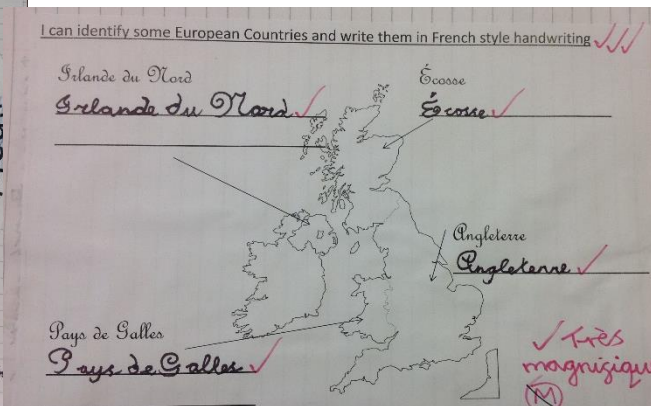 I can identify some European Countries and write them in French style handwriting
Irlande du Nord
Irlande du Nord
Écosse
Écosse
Angleterre
Angleterre
Pays de Galles
Pays de Galles
Très
magnifiqu
M